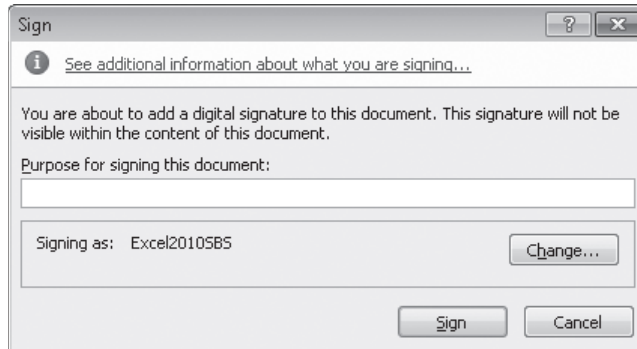 Sign
See additional information about what you are signing...
You are about to add a digital signature to this document. This signature will not be
visible within the content of this document.
Purpose for signing this document:
Signing as: Excel2010SBS
Change...
Sign
Cancel